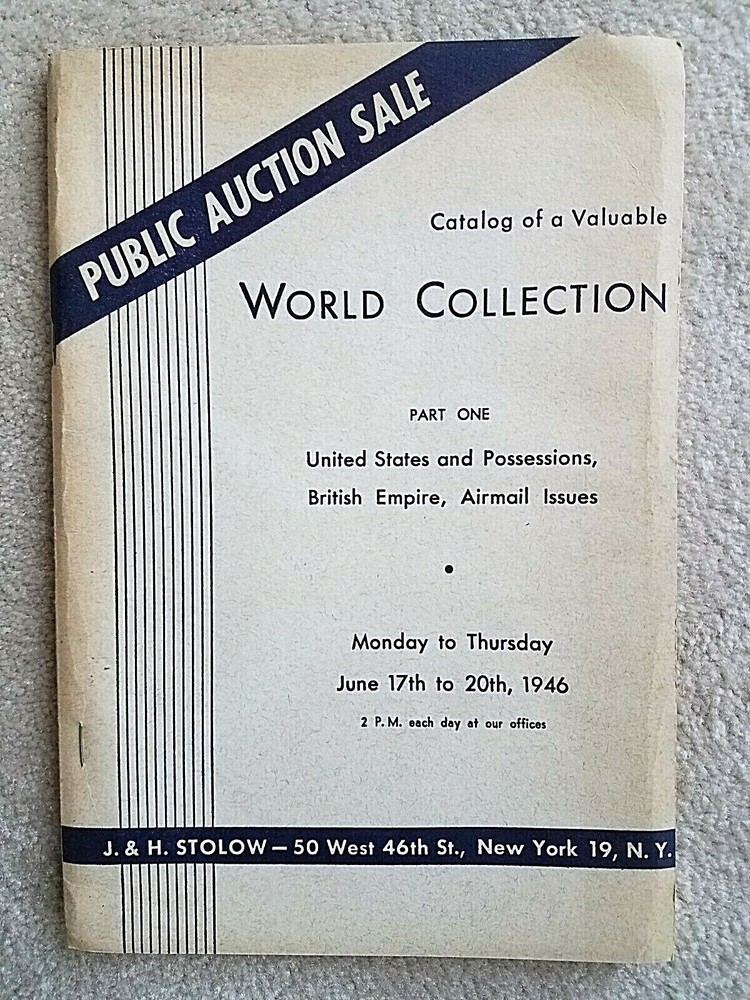 PUBLIC AUCTION SALE
Catalog of a Valuable
WORLD COLLECTION
PART ONE
United States and Possessions,
British Empire, Airmail Issues
•
Monday to Thursday
June 17th to 20th, 1946
2 P.M. each day at our offices
J. & H. STOLOW — 50 West 46th St., New York 19, N. Y.